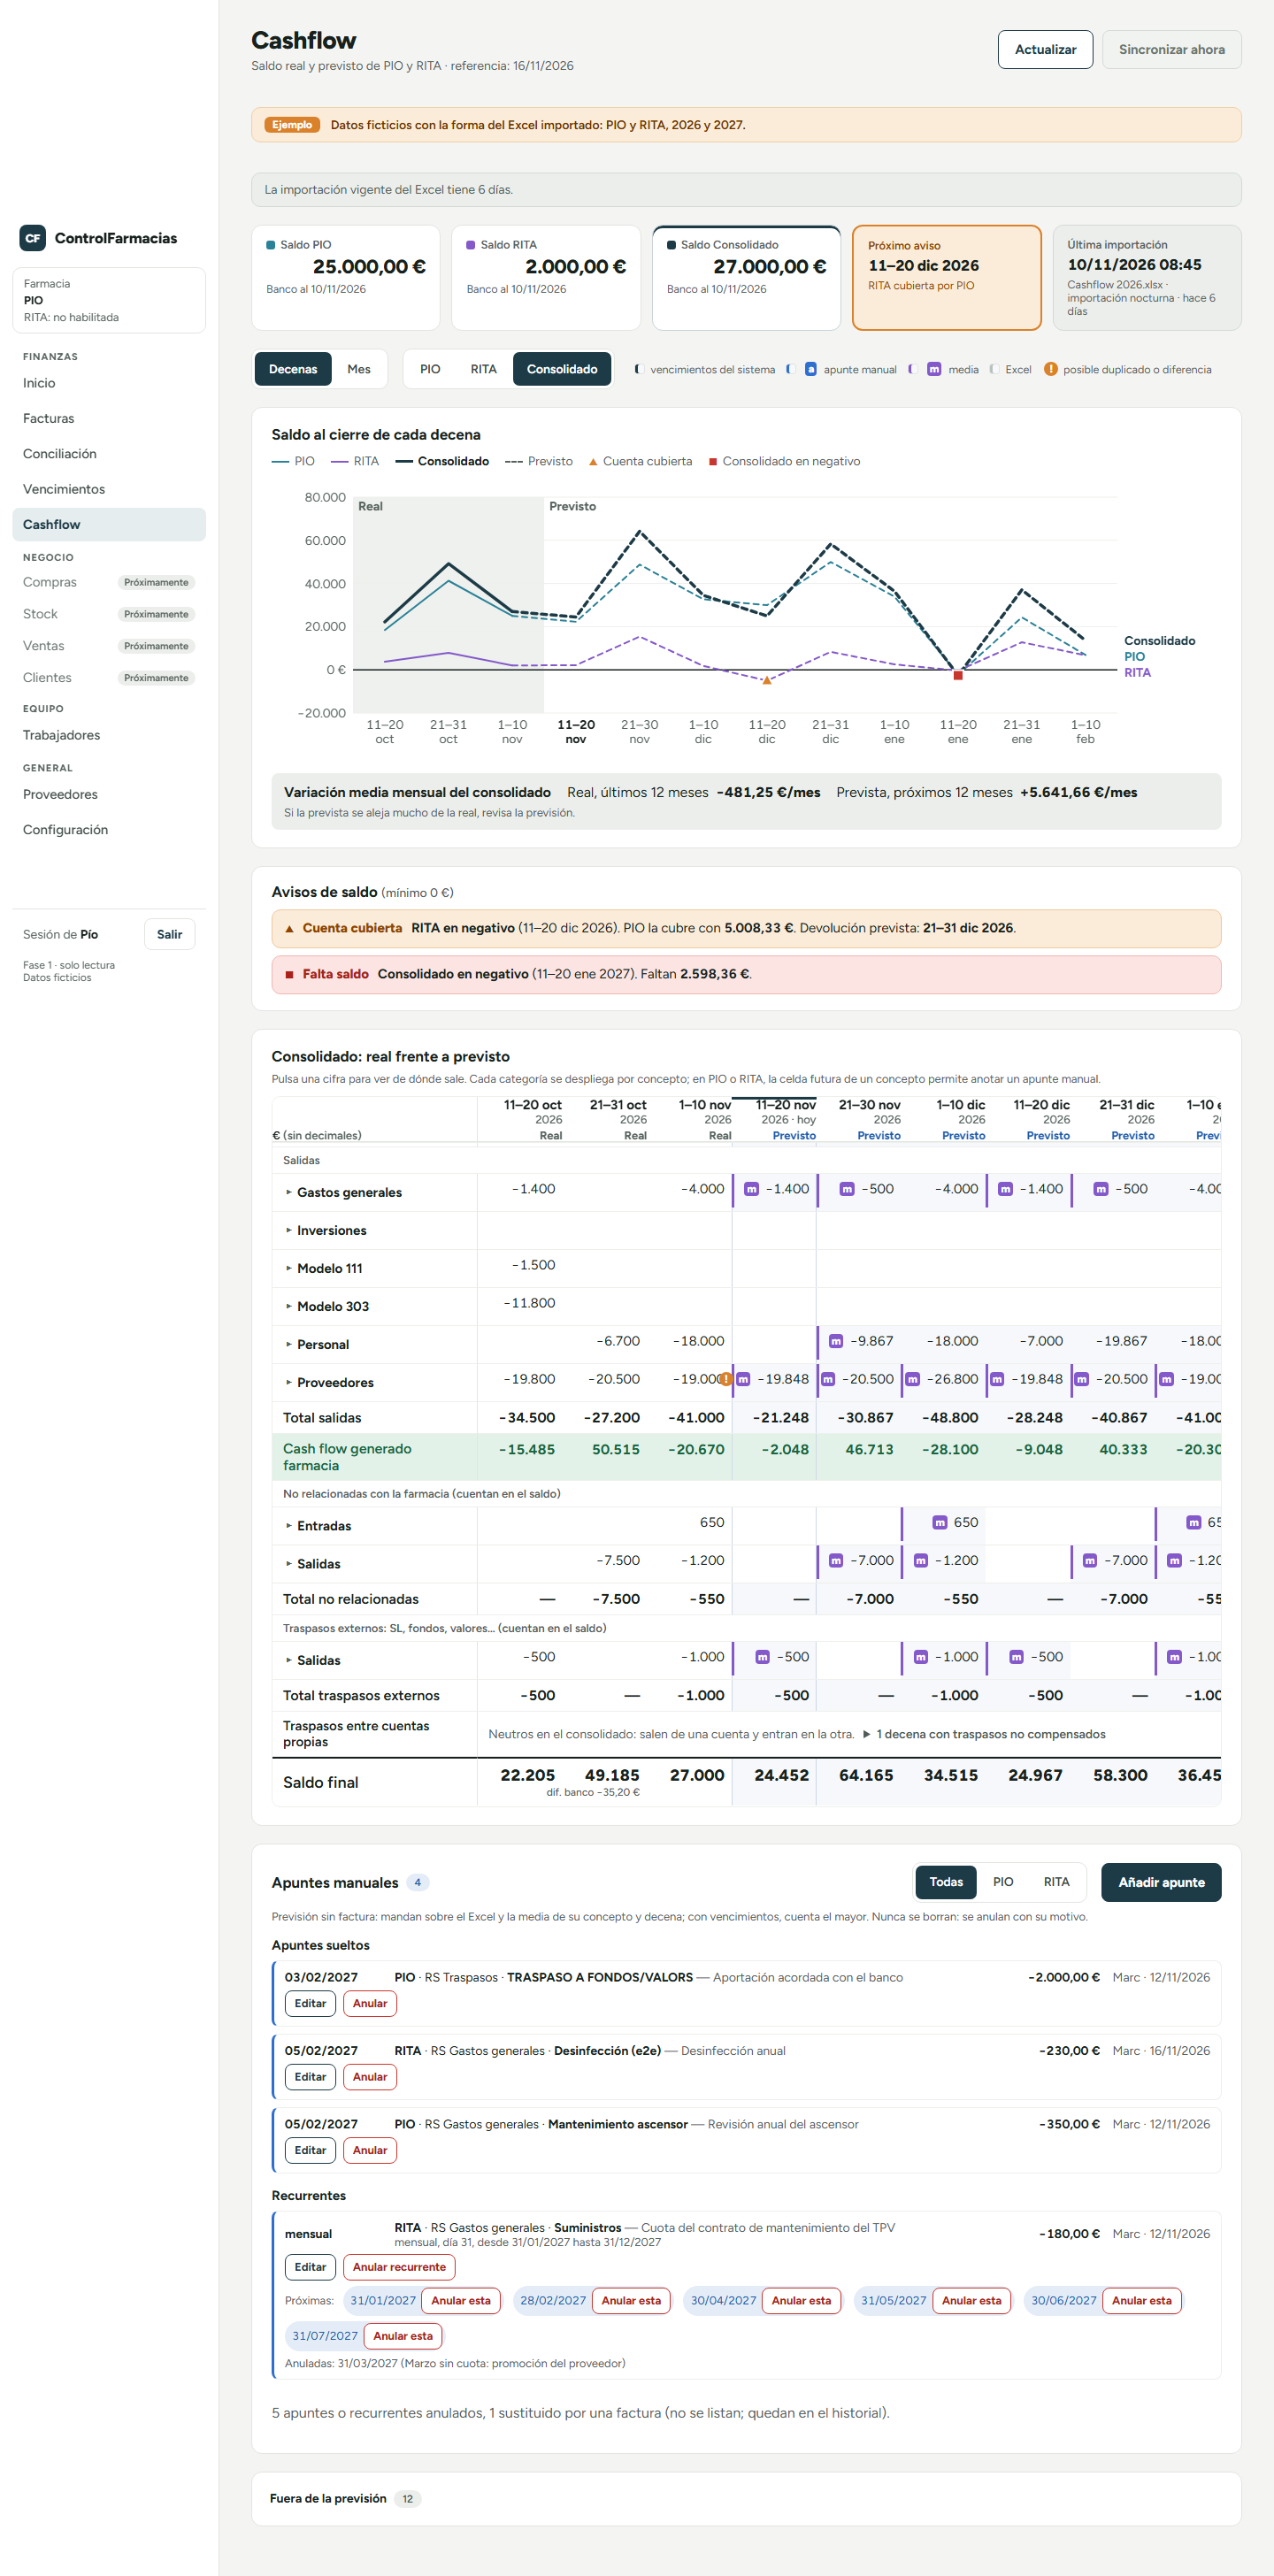 CF ControlFarmacias
Farmacia
PIO
RITA: no habilitada
FINANZAS
Inicio
Facturas
Conciliación
Vencimientos
Cashflow
NEGOCIO
Compras Próximamente
Stock Próximamente
Ventas Próximamente
Clientes Próximamente
EQUIPO
Trabajadores
GENERAL
Proveedores
Configuración
Sesión de Pío Salir
Fase 1 · solo lectura
Datos ficticios
Cashflow
Saldo real y previsto de PIO y RITA · referencia: 16/11/2026
Actualizar Sincronizar ahora
Ejemplo Datos ficticios con la forma del Excel importado: PIO y RITA, 2026 y 2027.
La importación vigente del Excel tiene 6 días.
Saldo PIO
25.000,00 €
Banco al 10/11/2026
Saldo RITA
2.000,00 €
Banco al 10/11/2026
Saldo Consolidado
27.000,00 €
Banco al 10/11/2026
Próximo aviso
11–20 dic 2026
RITA cubierta por PIO
Última importación
10/11/2026 08:45
Cashflow 2026.xlsx ·
importación nocturna · hace 6
días
Decenas Mes PIO RITA Consolidado vencimientos del sistema a apunte manual m media Excel ! posible duplicado o diferencia
Saldo al cierre de cada decena
PIO RITA Consolidado Previsto Cuenta cubierta Consolidado en negativo
80.000
60.000
40.000
20.000
0 €
−20.000
Real Previsto
Consolidado
PIO
RITA
11–20 21–31 1–10 11–20 21–30 1–10 11–20 21–31 1–10 11–20 21–31 1–10
oct oct nov nov nov dic dic dic ene ene ene feb
Variación media mensual del consolidado Real, últimos 12 meses −481,25 €/mes Prevista, próximos 12 meses +5.641,66 €/mes
Si la prevista se aleja mucho de la real, revisa la previsión.
Avisos de saldo (mínimo 0 €)
Cuenta cubierta RITA en negativo (11–20 dic 2026). PIO la cubre con 5.008,33 €. Devolución prevista: 21–31 dic 2026.
Falta saldo Consolidado en negativo (11–20 ene 2027). Faltan 2.598,36 €.
Consolidado: real frente a previsto
Pulsa una cifra para ver de dónde sale. Cada categoría se despliega por concepto; en PIO o RITA, la celda futura de un concepto permite anotar un apunte manual.
11–20 oct 21–31 oct 1–10 nov 11–20 nov 21–30 nov 1–10 dic 11–20 dic 21–31 dic 1–10 e
2026 2026 2026 2026 · hoy 2026 2026 2026 2026 20
€ (sin decimales) Real Real Real Previsto Previsto Previsto Previsto Previsto Previ
Salidas
Gastos generales −1.400 −4.000 m −1.400 m −500 −4.000 m −1.400 m −500 −4.00
Inversiones
Modelo 111 −1.500
Modelo 303 −11.800
Personal −6.700 −18.000 m −9.867 −18.000 −7.000 −19.867 −18.00
Proveedores −19.800 −20.500 −19.000 ! m −19.848 m −20.500 m −26.800 m −19.848 m −20.500 m −19.00
Total salidas −34.500 −27.200 −41.000 −21.248 −30.867 −48.800 −28.248 −40.867 −41.00
Cash flow generado −15.485 50.515 −20.670 −2.048 46.713 −28.100 −9.048 40.333 −20.30
farmacia
No relacionadas con la farmacia (cuentan en el saldo)
Entradas 650 m 650 m 65
Salidas −7.500 −1.200 m −7.000 m −1.200 m −7.000 m −1.20
Total no relacionadas — −7.500 −550 — −7.000 −550 — −7.000 −55
Traspasos externos: SL, fondos, valores... (cuentan en el saldo)
Salidas −500 −1.000 m −500 m −1.000 m −500 m −1.00
Total traspasos externos −500 — −1.000 −500 — −1.000 −500 — −1.00
Traspasos entre cuentas
propias
Neutros en el consolidado: salen de una cuenta y entran en la otra. 1 decena con traspasos no compensados
Saldo final 22.205 49.185 27.000 24.452 64.165 34.515 24.967 58.300 36.45
dif. banco −35,20 €
Apuntes manuales 4 Todas PIO RITA Añadir apunte
Previsión sin factura: mandan sobre el Excel y la media de su concepto y decena; con vencimientos, cuenta el mayor. Nunca se borran: se anulan con su motivo.
Apuntes sueltos
03/02/2027 PIO · RS Traspasos · TRASPASO A FONDOS/VALORS — Aportación acordada con el banco −2.000,00 € Marc · 12/11/2026
Editar Anular
05/02/2027 RITA · RS Gastos generales · Desinfección (e2e) — Desinfección anual −230,00 € Marc · 16/11/2026
Editar Anular
05/02/2027 PIO · RS Gastos generales · Mantenimiento ascensor — Revisión anual del ascensor −350,00 € Marc · 12/11/2026
Editar Anular
Recurrentes
mensual RITA · RS Gastos generales · Suministros — Cuota del contrato de mantenimiento del TPV −180,00 € Marc · 12/11/2026
mensual, día 31, desde 31/01/2027 hasta 31/12/2027
Editar Anular recurrente
Próximas: 31/01/2027 Anular esta 28/02/2027 Anular esta 30/04/2027 Anular esta 31/05/2027 Anular esta 30/06/2027 Anular esta
31/07/2027 Anular esta
Anuladas: 31/03/2027 (Marzo sin cuota: promoción del proveedor)
5 apuntes o recurrentes anulados, 1 sustituido por una factura (no se listan; quedan en el historial).
Fuera de la previsión 12